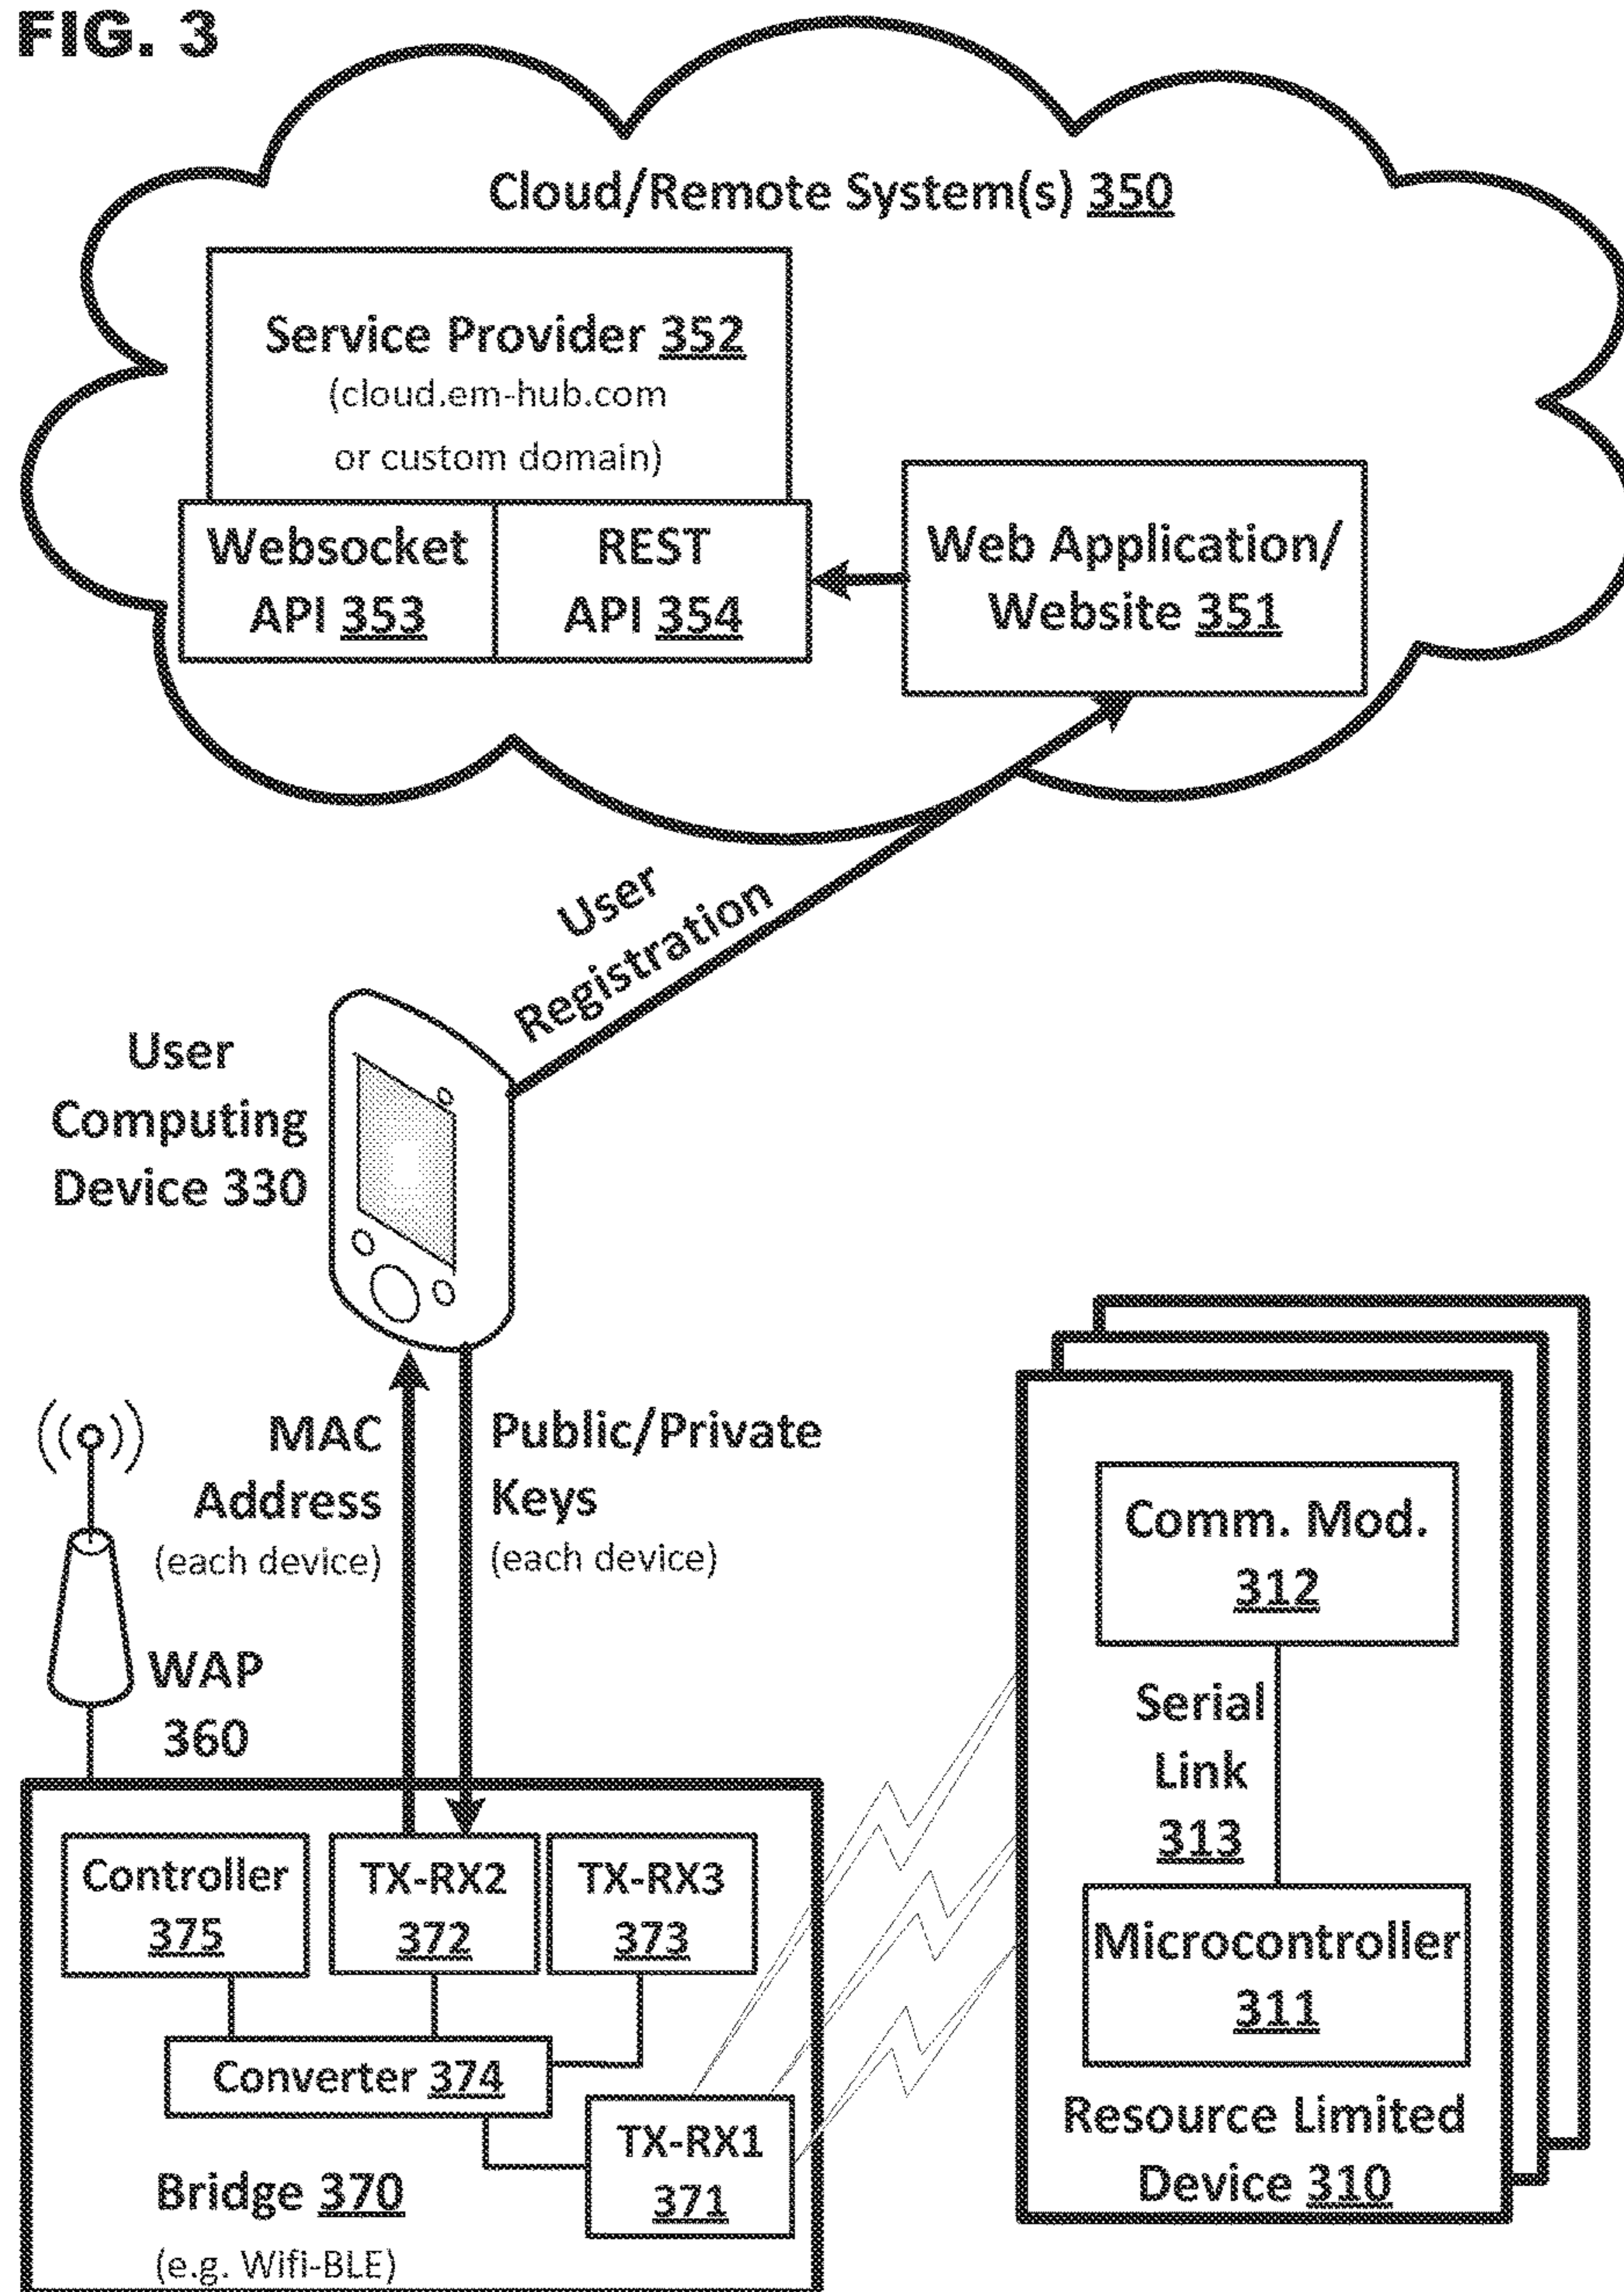 FIG. 3
Cloud/Remote System(s) 350
Service Provider 352
(cloud.em-hub.com
or custom domain)
Websocket
API 353
REST
API 354
Web Application/
Website 351
User
Registration
User
Computing
Device 330
MAC
Address
(each device)
Public/Private
Keys
(each device)
WAP
360
Controller
375
TX-RX2
372
TX-RX3
373
Converter 374
TX-RX1
371
Bridge 370
(e.g. Wifi-BLE)
Comm. Mod.
312
Serial
Link
313
Microcontroller
311
Resource Limited
Device 310